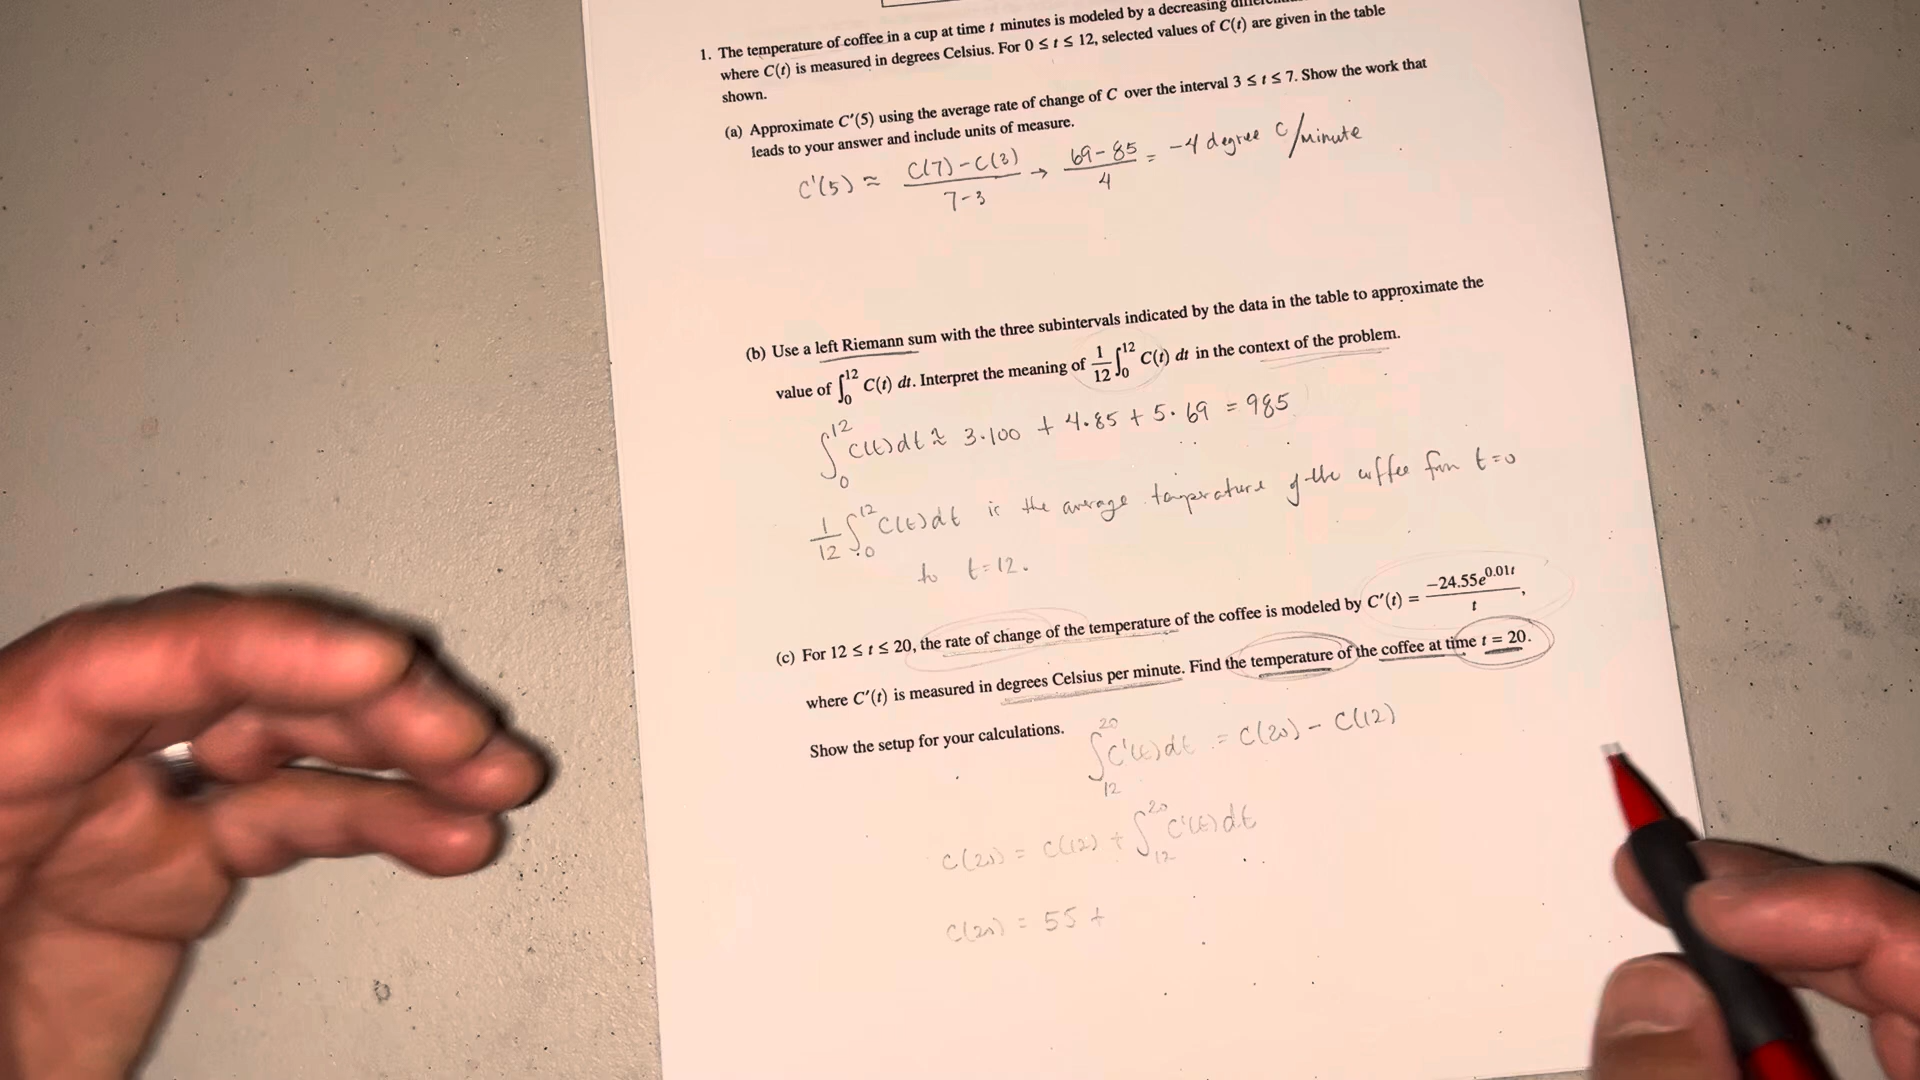 1. The temperature of coffee in a cup at time t minutes is modeled by a decreasing
where C(t) is measured in degrees Celsius. For 0 ≤ t ≤ 12, selected values of C(t) are given in the table
shown.
(a) Approximate C'(5) using the average rate of change of C over the interval 3 ≤ t ≤ 7. Show the work that
leads to your answer and include units of measure.
C'(5) ≈ (C(7)-C(3))/(7-3) → (69-85)/4 = -4 degree C/minute
(b) Use a left Riemann sum with the three subintervals indicated by the data in the table to approximate the
value of ∫₀¹² C(t) dt. Interpret the meaning of 1/12 ∫₀¹² C(t) dt in the context of the problem.
∫₀¹² C(t)dt ≈ 3·100 + 4·85 + 5·69 = 985
1/12 ∫₀¹² C(t)dt is the average temperature of the coffee from t=0
to t=12.
(c) For 12 ≤ t ≤ 20, the rate of change of the temperature of the coffee is modeled by C'(t) = (-24.55e^(0.01t))/t,
where C'(t) is measured in degrees Celsius per minute. Find the temperature of the coffee at time t = 20.
Show the setup for your calculations.
∫₁₂²⁰ C'(t)dt = C(20) - C(12)
C(20) = C(12) + ∫₁₂²⁰ C'(t)dt
C(20) = 55 +